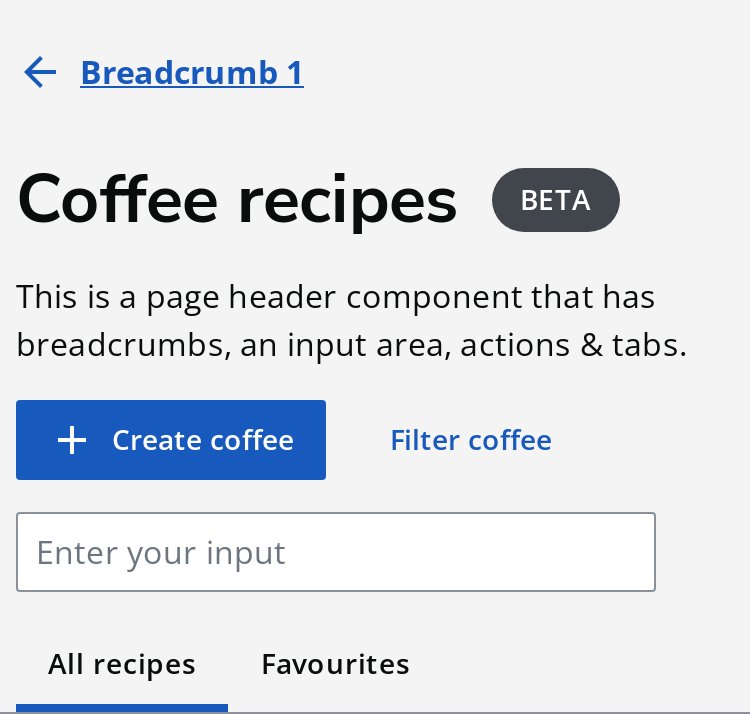 Breadcrumb 1
Coffee recipes BETA
This is a page header component that has
breadcrumbs, an input area, actions & tabs.
Create coffee Filter coffee
Enter your input
All recipes Favourites